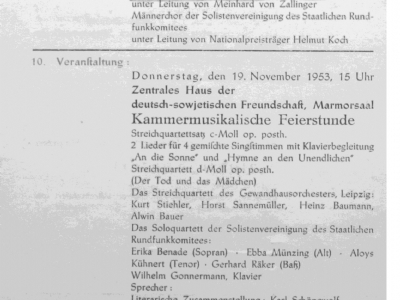 unter Leitung von Meinhard von Zallinger
Männerchor der Solistenvereinigung des Staatlichen Rund-
funkkomitees
unter Leitung von Nationalpreisträger Helmut Koch
10. Veranstaltung:
Donnerstag, den 19. November 1953, 15 Uhr
Zentrales Haus der
deutsch-sowjetischen Freundschaft, Marmorsaal
Kammermusikalische Feierstunde
Streichquartettsatz c-Moll op. posth.
2 Lieder für 4 gemischte Singstimmen mit Klavierbegleitung
„An die Sonne" und „Hymne an den Unendlichen"
Streichquartett d-Moll op. posth.
(Der Tod und das Mädchen)
Das Streichquartett des Gewandhausorchesters, Leipzig:
Kurt Stiehler, Horst Sannemüller, Heinz Baumann,
Alwin Bauer
Das Soloquartett der Solistenvereinigung des Staatlichen
Rundfunkkomitees:
Erika Benade (Sopran) · Ebba Münzing (Alt) · Aloys
Kühnert (Tenor) · Gerhard Räker (Baß)
Wilhelm Gonnermann, Klavier
Sprecher:
Literarische Zusammenstellung: Karl Schönewolf